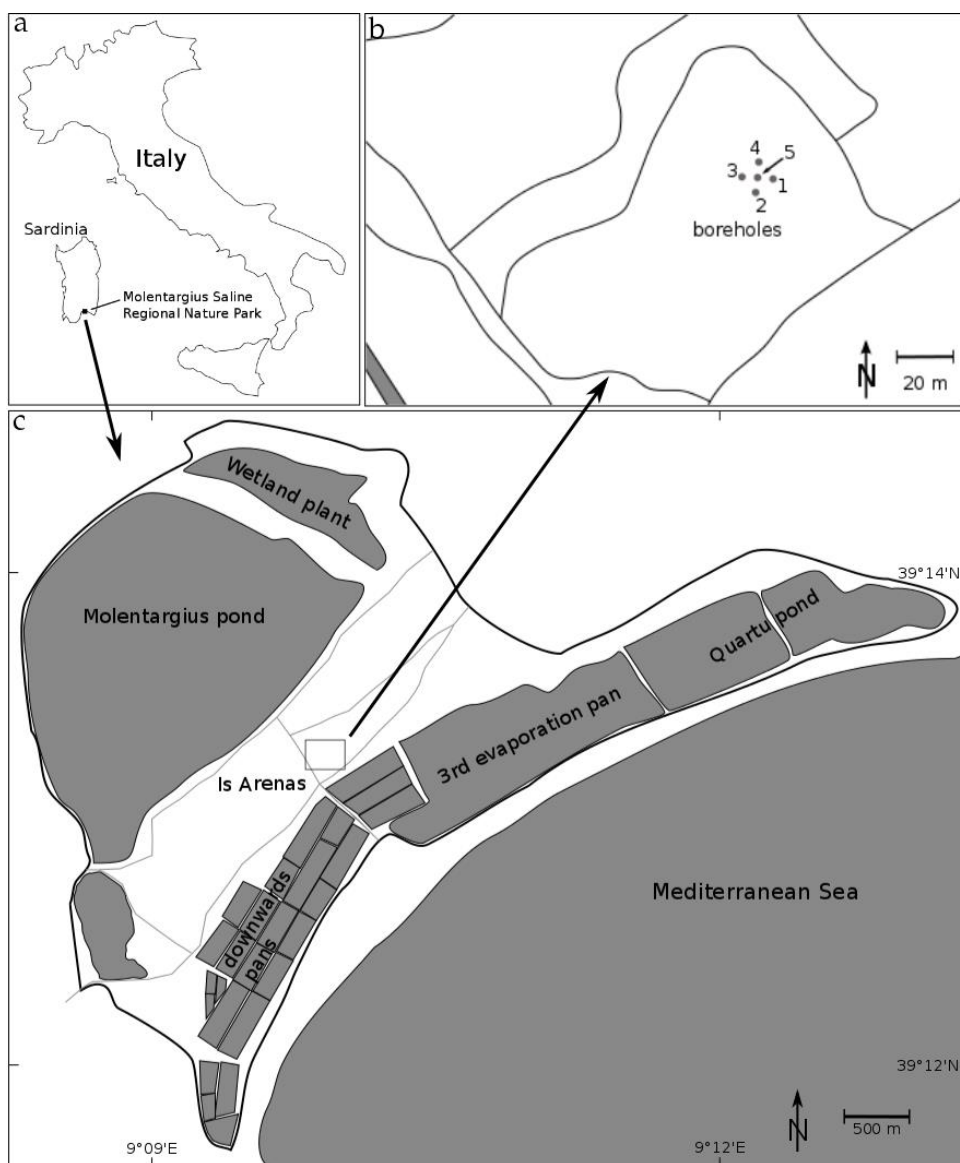 a
Italy
Sardinia
Molentargius Saline
Regional Nature Park
b
4
5
3
1
2
boreholes
N
20 m
c
Wetland plant
39°14'N
Molentargius pond
Quartu pond
3rd evaporation pan
Is Arenas
downwards
pans
Mediterranean Sea
39°12'N
N
500 m
9°09'E
9°12'E